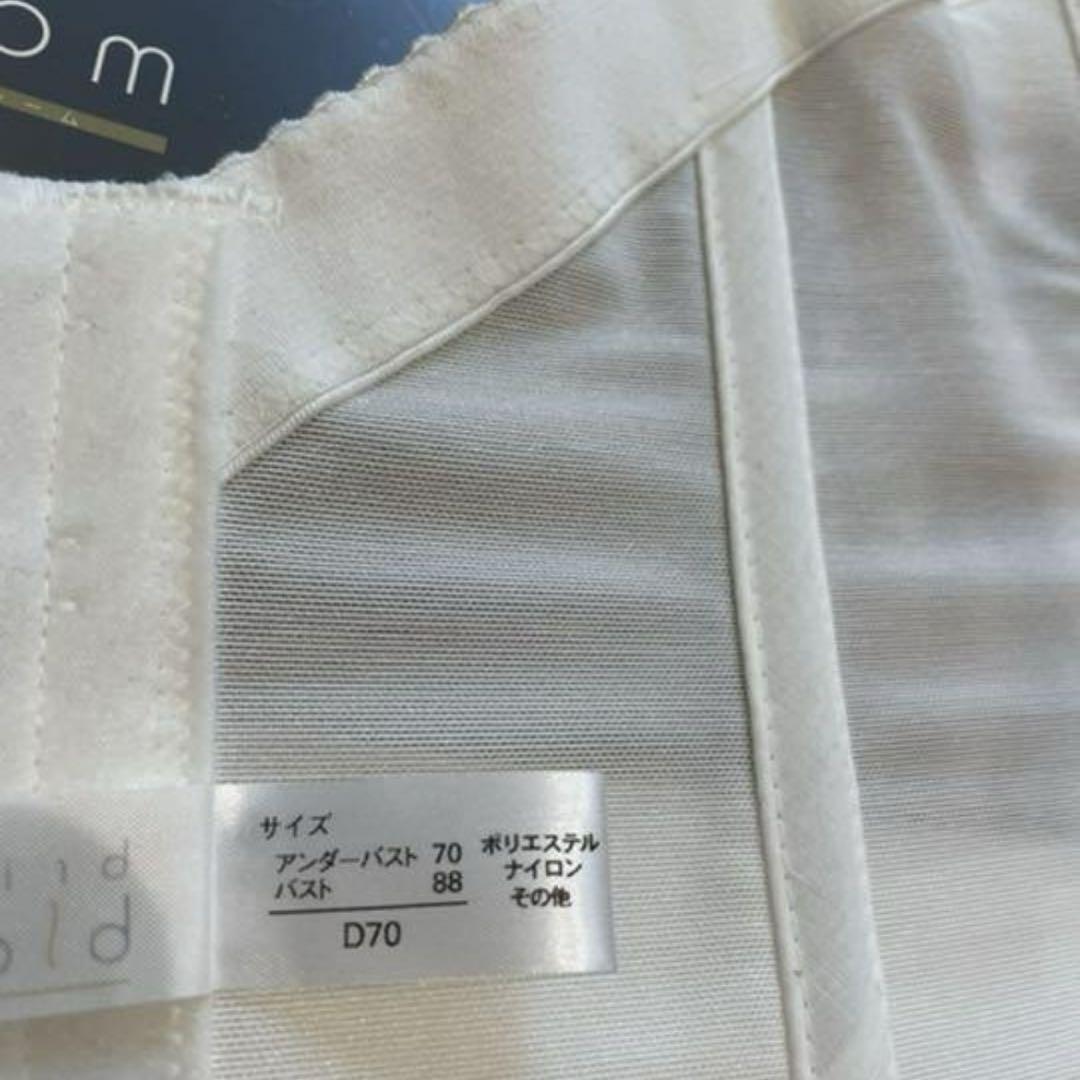 om
サイズ
アンダーバスト 70
バスト 88
D70
ポリエステル
ナイロン
その他